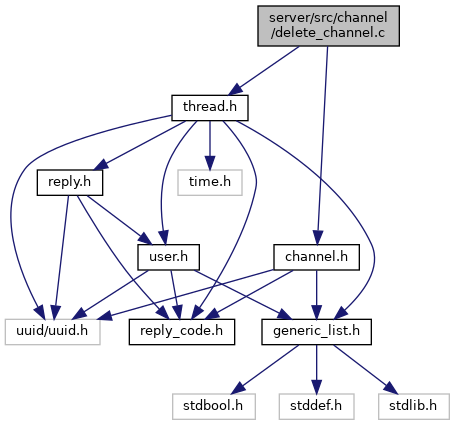 server/src/channel
/delete_channel.c
thread.h
reply.h
time.h
user.h
channel.h
uuid/uuid.h
reply_code.h
generic_list.h
stdbool.h
stddef.h
stdlib.h